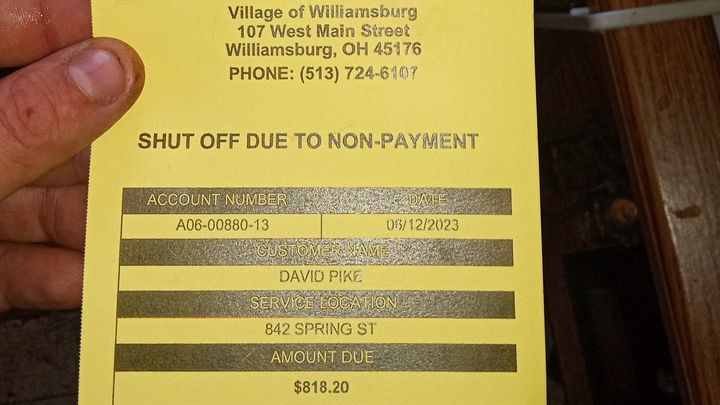 Village of Williamsburg
107 West Main Street
Williamsburg, OH 45176
PHONE: (513) 724-6107
SHUT OFF DUE TO NON-PAYMENT
ACCOUNT NUMBER DATE
A06-00880-13 06/12/2023
CUSTOMER NAME
DAVID PIKE
SERVICE LOCATION
842 SPRING ST
AMOUNT DUE
$818.20